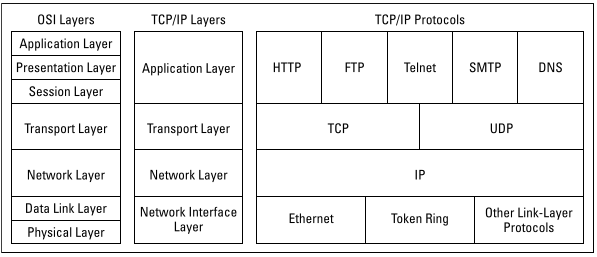 OSI Layers
TCP/IP Layers
TCP/IP Protocols
Application Layer
Presentation Layer
Session Layer
Application Layer
HTTP
FTP
Telnet
SMTP
DNS
Transport Layer
Transport Layer
TCP
UDP
Network Layer
Network Layer
IP
Data Link Layer
Physical Layer
Network Interface
Layer
Ethernet
Token Ring
Other Link-Layer
Protocols